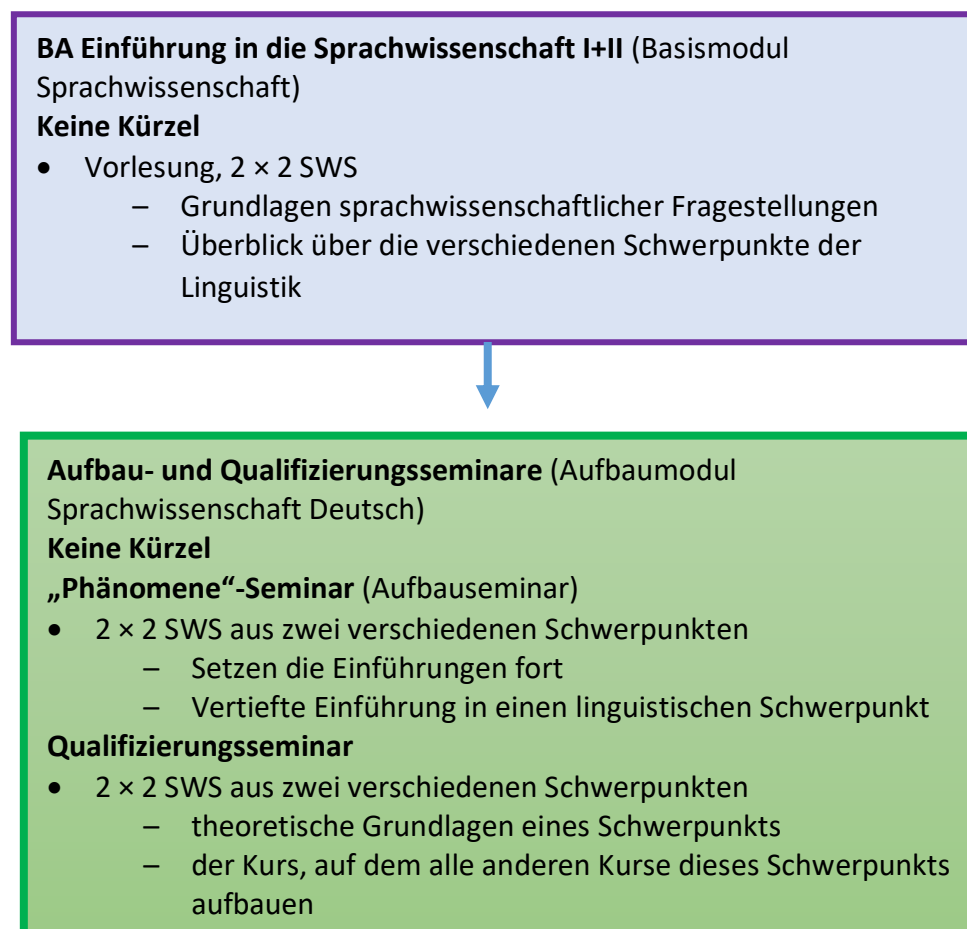 BA Einführung in die Sprachwissenschaft I+II (Basismodul
Sprachwissenschaft)
Keine Kürzel
• Vorlesung, 2 × 2 SWS
– Grundlagen sprachwissenschaftlicher Fragestellungen
– Überblick über die verschiedenen Schwerpunkte der
Linguistik
Aufbau- und Qualifizierungsseminare (Aufbaumodul
Sprachwissenschaft Deutsch)
Keine Kürzel
„Phänomene“-Seminar (Aufbauseminar)
• 2 × 2 SWS aus zwei verschiedenen Schwerpunkten
– Setzen die Einführungen fort
– Vertiefte Einführung in einen linguistischen Schwerpunkt
Qualifizierungsseminar
• 2 × 2 SWS aus zwei verschiedenen Schwerpunkten
– theoretische Grundlagen eines Schwerpunkts
– der Kurs, auf dem alle anderen Kurse dieses Schwerpunkts
aufbauen